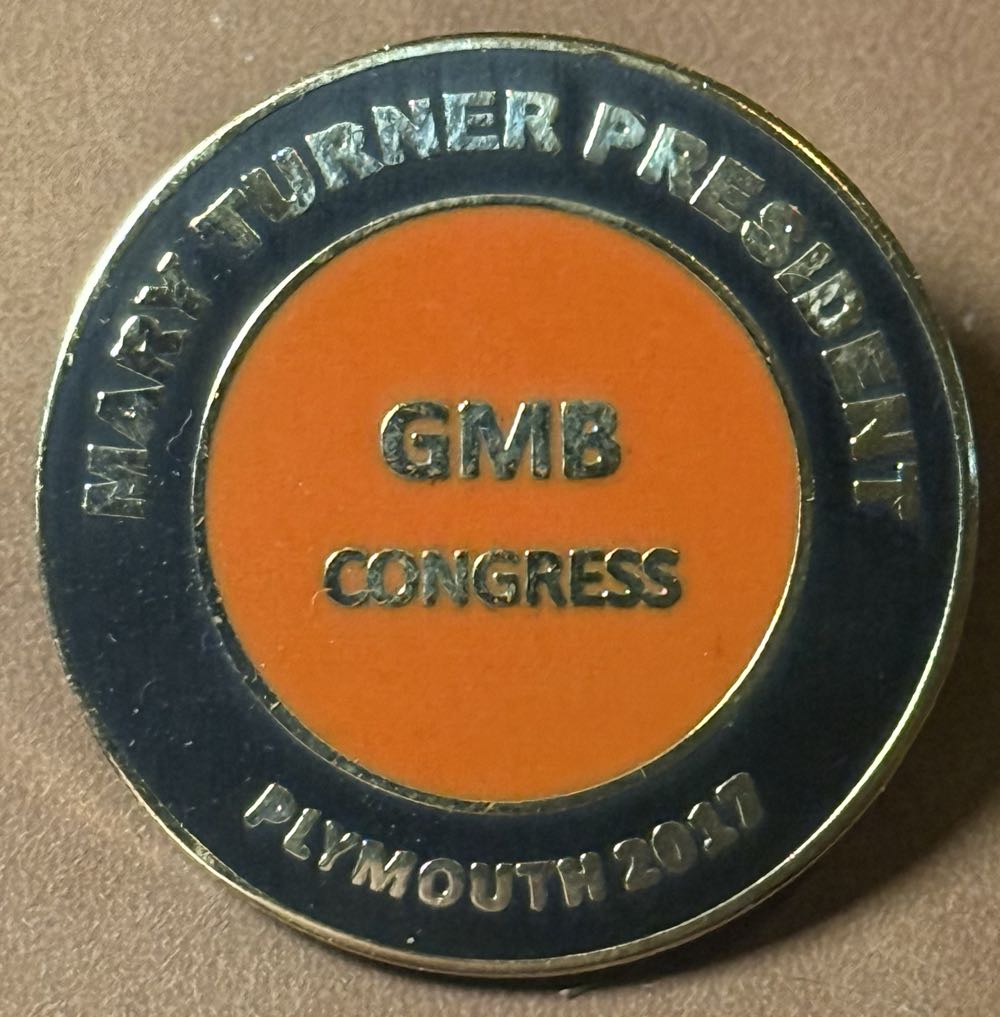 MARY TURNER PRESIDENT
GMB
CONGRESS
PLYMOUTH 2017